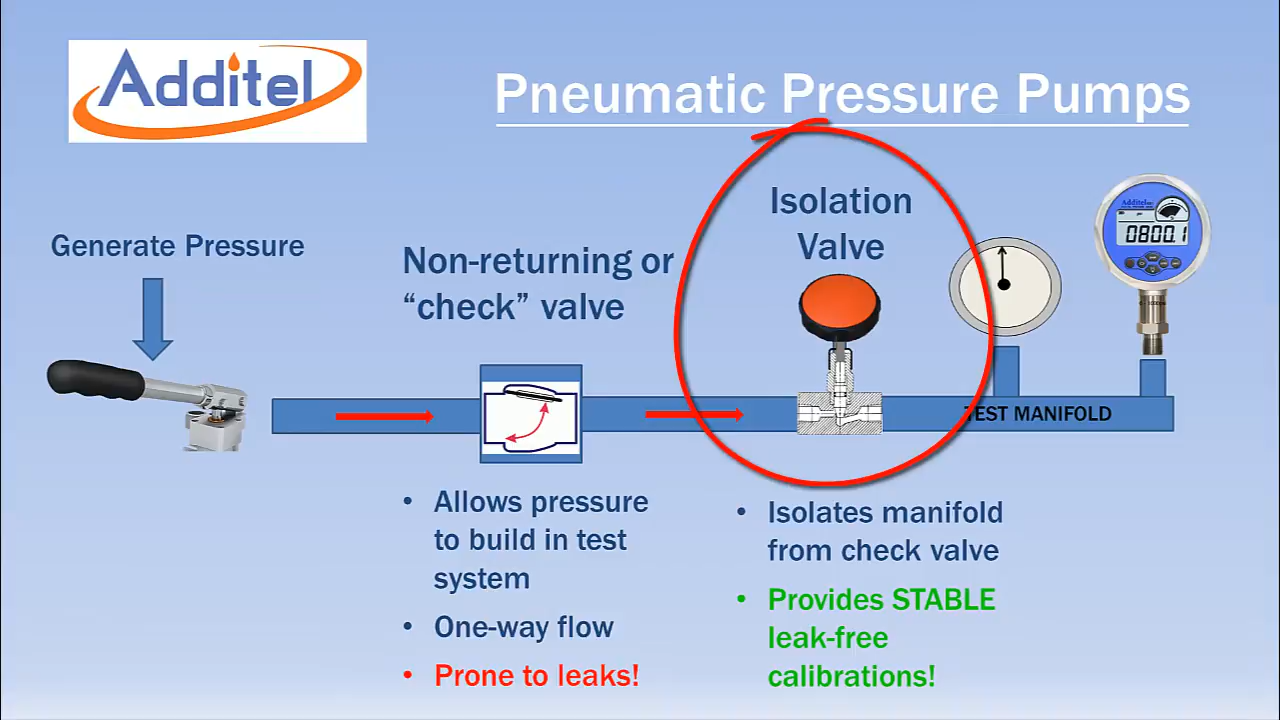 Additel
Pneumatic Pressure Pumps
Generate Pressure
Non-returning or
“check” valve
Isolation
Valve
Additel
0800.1
TEST MANIFOLD
• Allows pressure
to build in test
system
• One-way flow
• Prone to leaks!
• Isolates manifold
from check valve
• Provides STABLE
leak-free
calibrations!